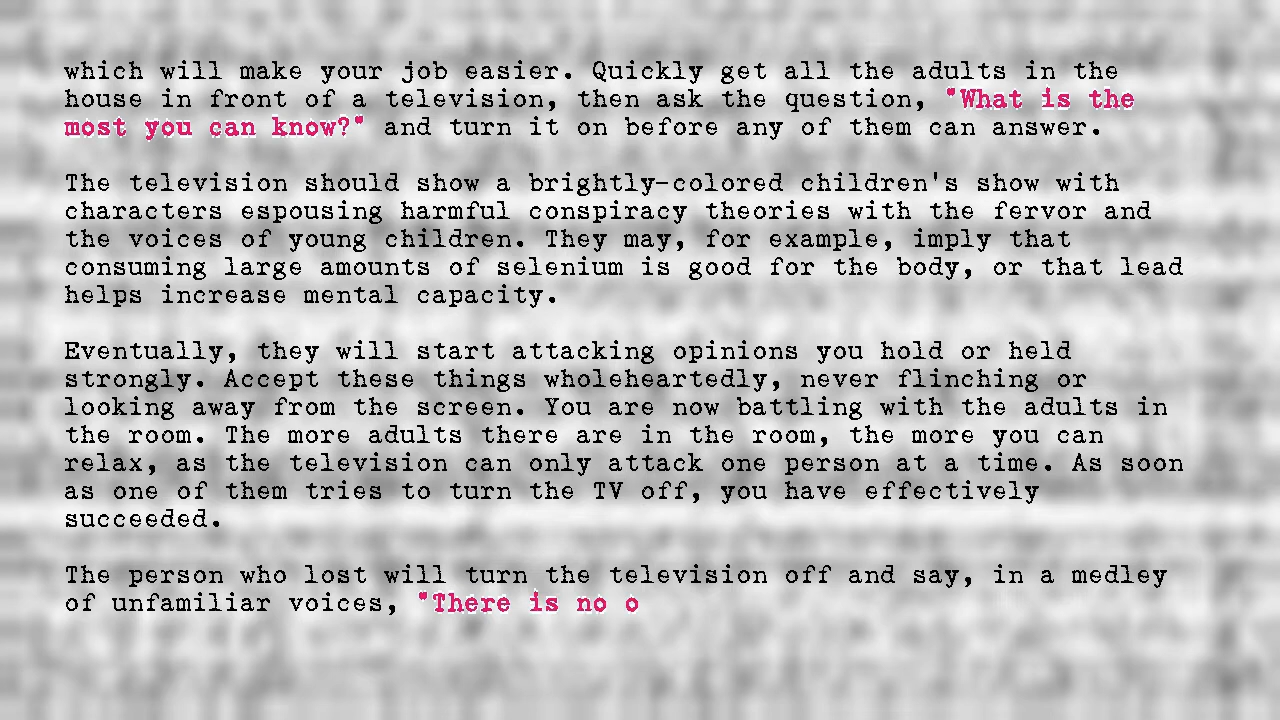 which will make your job easier. Quickly get all the adults in the
house in front of a television, then ask the question, "What is the
most you can know?" and turn it on before any of them can answer.
The television should show a brightly-colored children's show with
characters espousing harmful conspiracy theories with the fervor and
the voices of young children. They may, for example, imply that
consuming large amounts of selenium is good for the body, or that lead
helps increase mental capacity.
Eventually, they will start attacking opinions you hold or held
strongly. Accept these things wholeheartedly, never flinching or
looking away from the screen. You are now battling with the adults in
the room. The more adults there are in the room, the more you can
relax, as the television can only attack one person at a time. As soon
as one of them tries to turn the TV off, you have effectively
succeeded.
The person who lost will turn the television off and say, in a medley
of unfamiliar voices, "There is no o